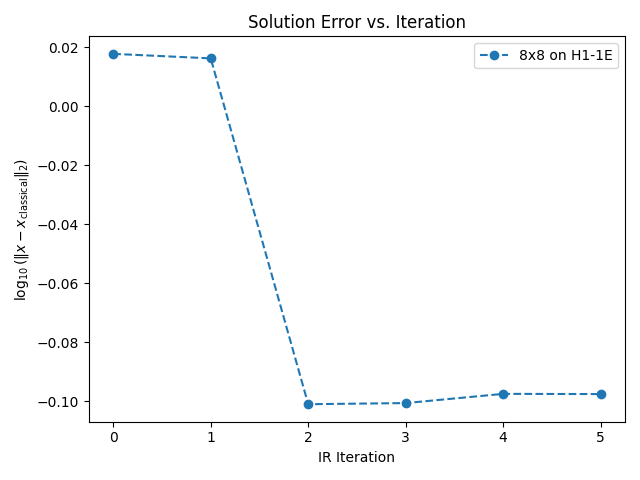 Solution Error vs. Iteration
8x8 on H1-1E
log₁₀(‖x − x_classical‖₂)
0.02
0.00
−0.02
−0.04
−0.06
−0.08
−0.10
0 1 2 3 4 5
IR Iteration